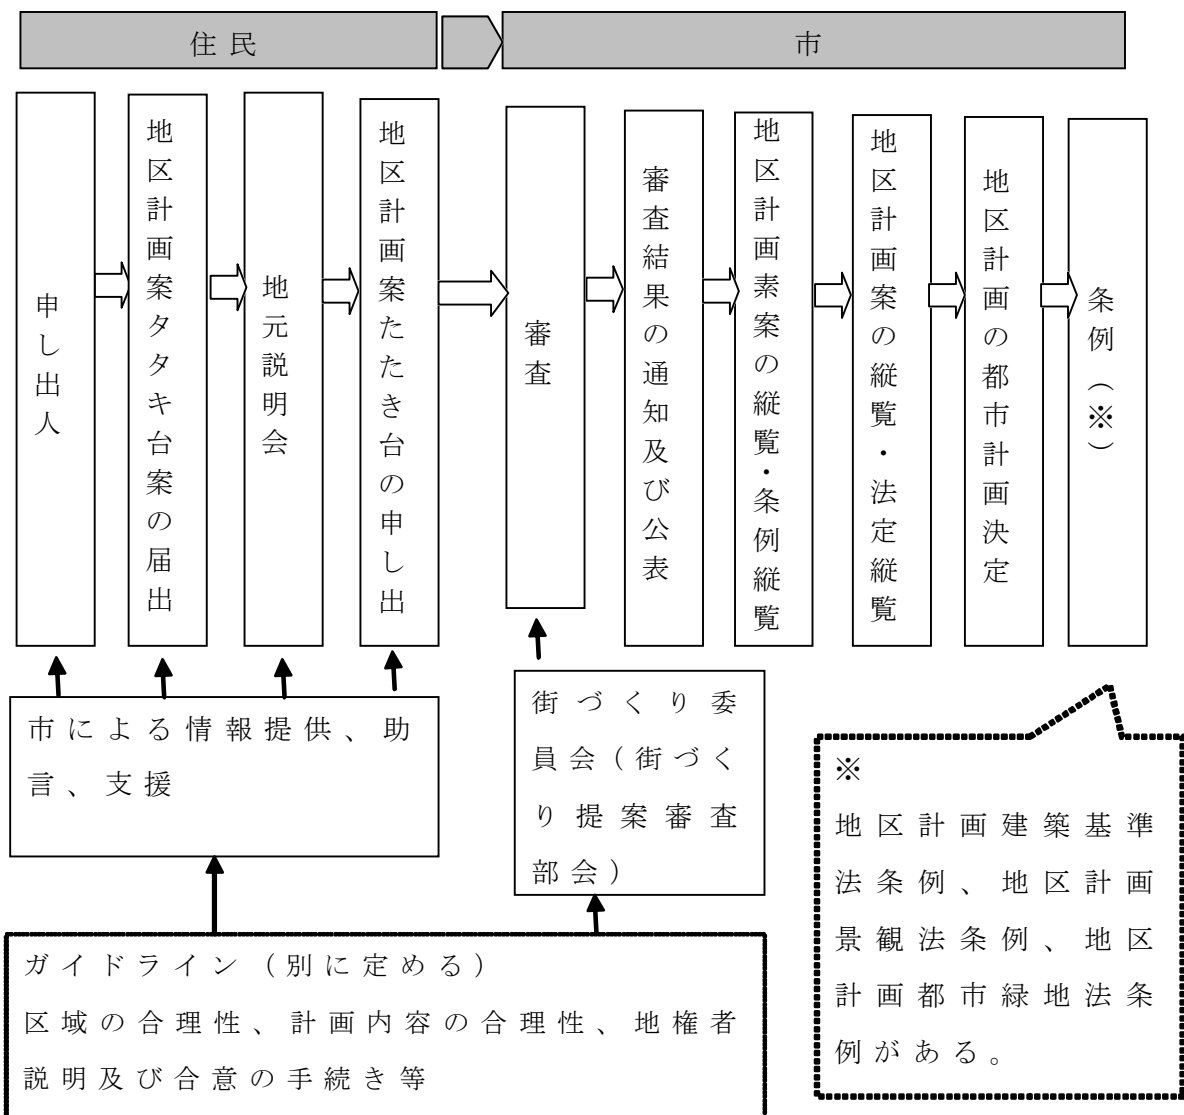 住民
市
申し出人
地区計画案タタキ台案の届出
地元説明会
地区計画案たたき台の申し出
審査
審査結果の通知及び公表
地区計画素案の縦覧・条例縦覧
地区計画案の縦覧・法定縦覧
地区計画の都市計画決定
条例（※）
市による情報提供、助
言、支援
街づくり委
員会（街づく
り提案審査
部会）
※
地区計画建築基準
法条例、地区計画
景観法条例、地区
計画都市緑地法条
例がある。
ガイドライン（別に定める）
区域の合理性、計画内容の合理性、地権者
説明及び合意の手続き等